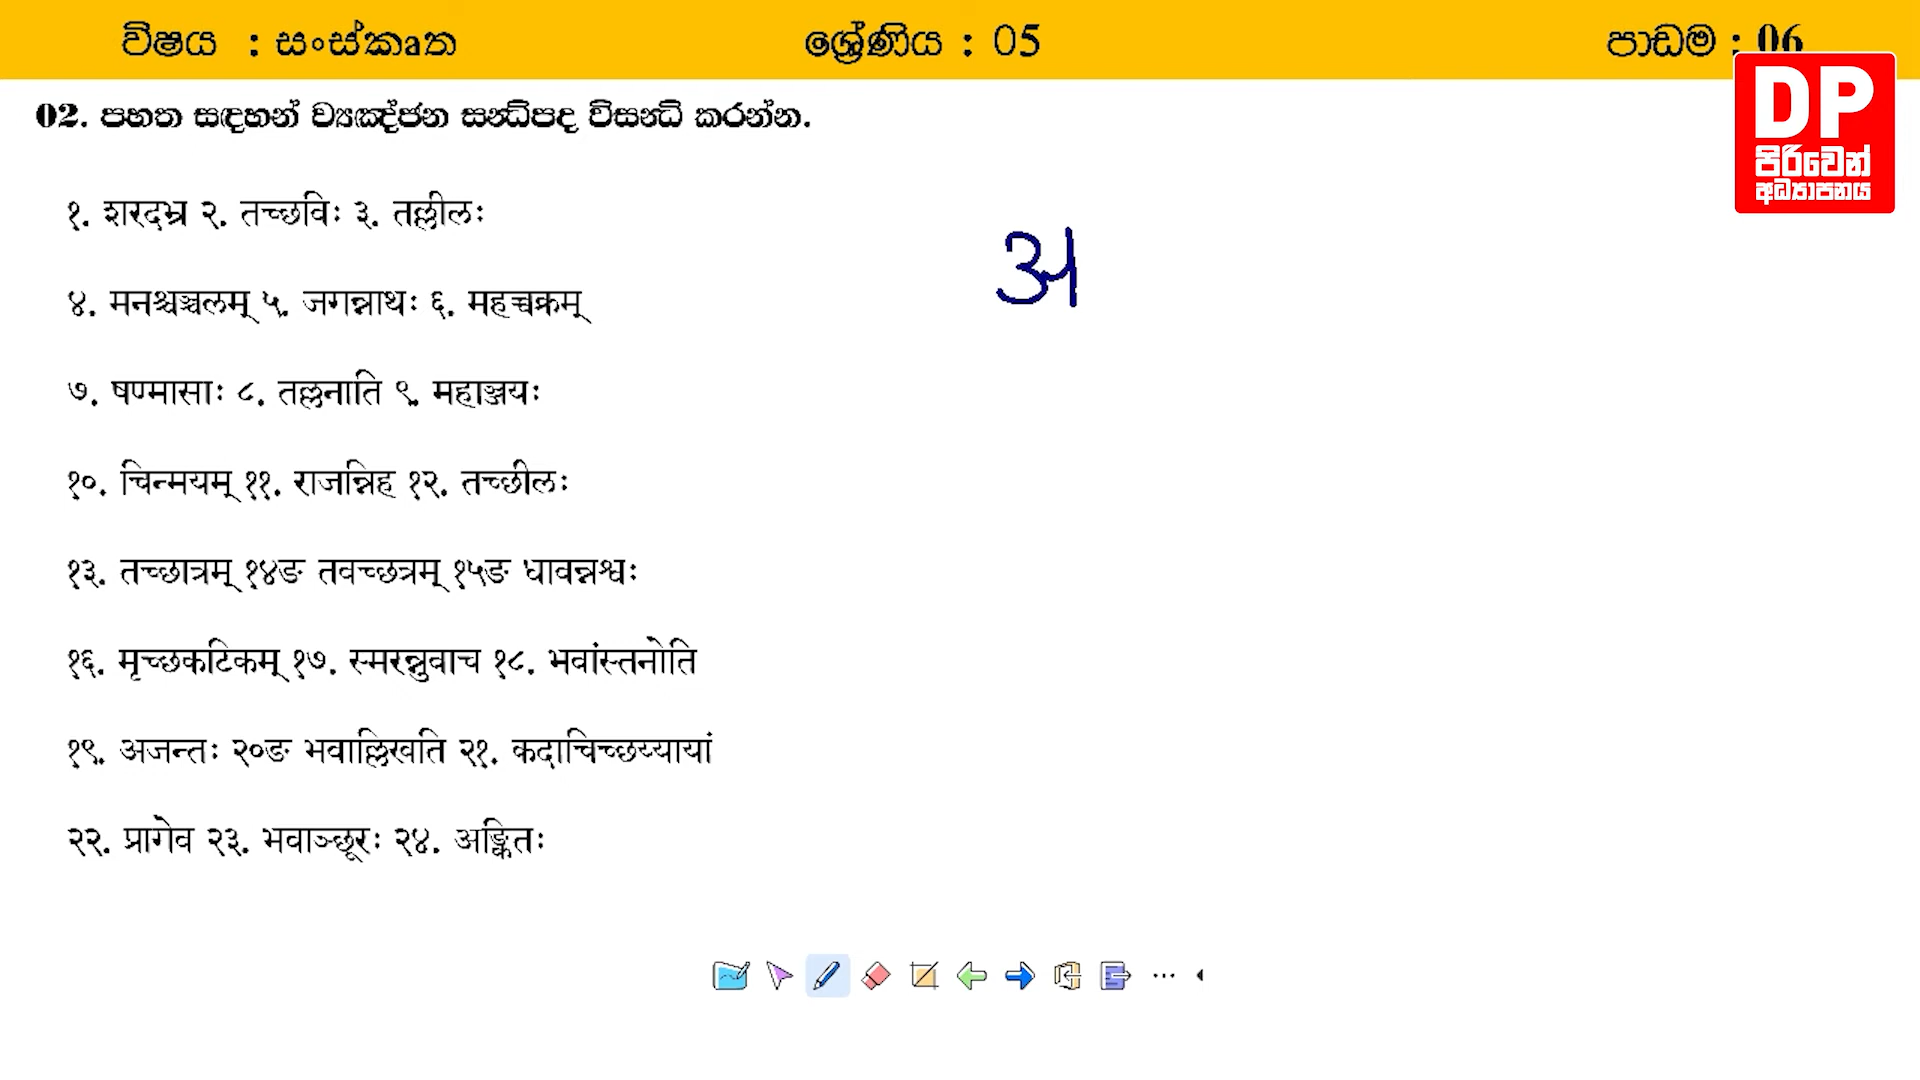 විෂය : සංස්කෘත ශ්‍රේණිය : 05 පාඩම : 06
DP
පිරිවෙන්
අධ්‍යාපනය
02. පහත සඳහන් ව්‍යඤ්ජන සන්ධිපද විසන්ධි කරන්න.
१. शरदभ्र २. तच्छविः ३. तल्लीलः
अ
४. मनश्चञ्चलम् ५. जगन्नाथः ६. महच्चक्रम्
७. षण्मासाः ८. तल्लनाति ९. महाञ्जयः
१०. चिन्मयम् ११. राजन्निह १२. तच्छीलः
१३. तच्छात्रम् १४ङ तवच्छत्रम् १५ङ धावन्नश्वः
१६. मृच्छकटिकम् १७. स्मरन्नुवाच १८. भवांस्तनोति
१९. अजन्तः २०ङ भवाल्लिखति २१. कदाचिच्छय्यायां
२२. प्रागेव २३. भवाञ्छूरः २४. अङ्कितः